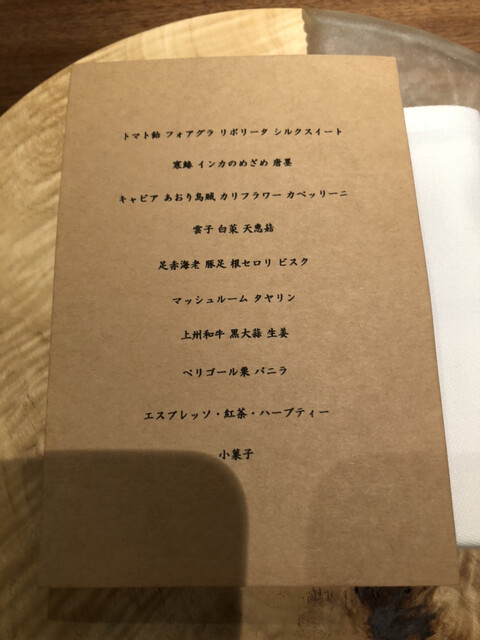 トマト飴 フォアグラ リボリータ シルクスイート
寒鰆 インカのめざめ 唐墨
キャビア あおり烏賊 カリフラワー カペッリーニ
雲子 白菜 天恵菇
足赤海老 豚足 根セロリ ビスク
マッシュルーム タヤリン
上州和牛 黒大蒜 生姜
ペリゴール栗 バニラ
エスプレッソ・紅茶・ハーブティー
小菓子